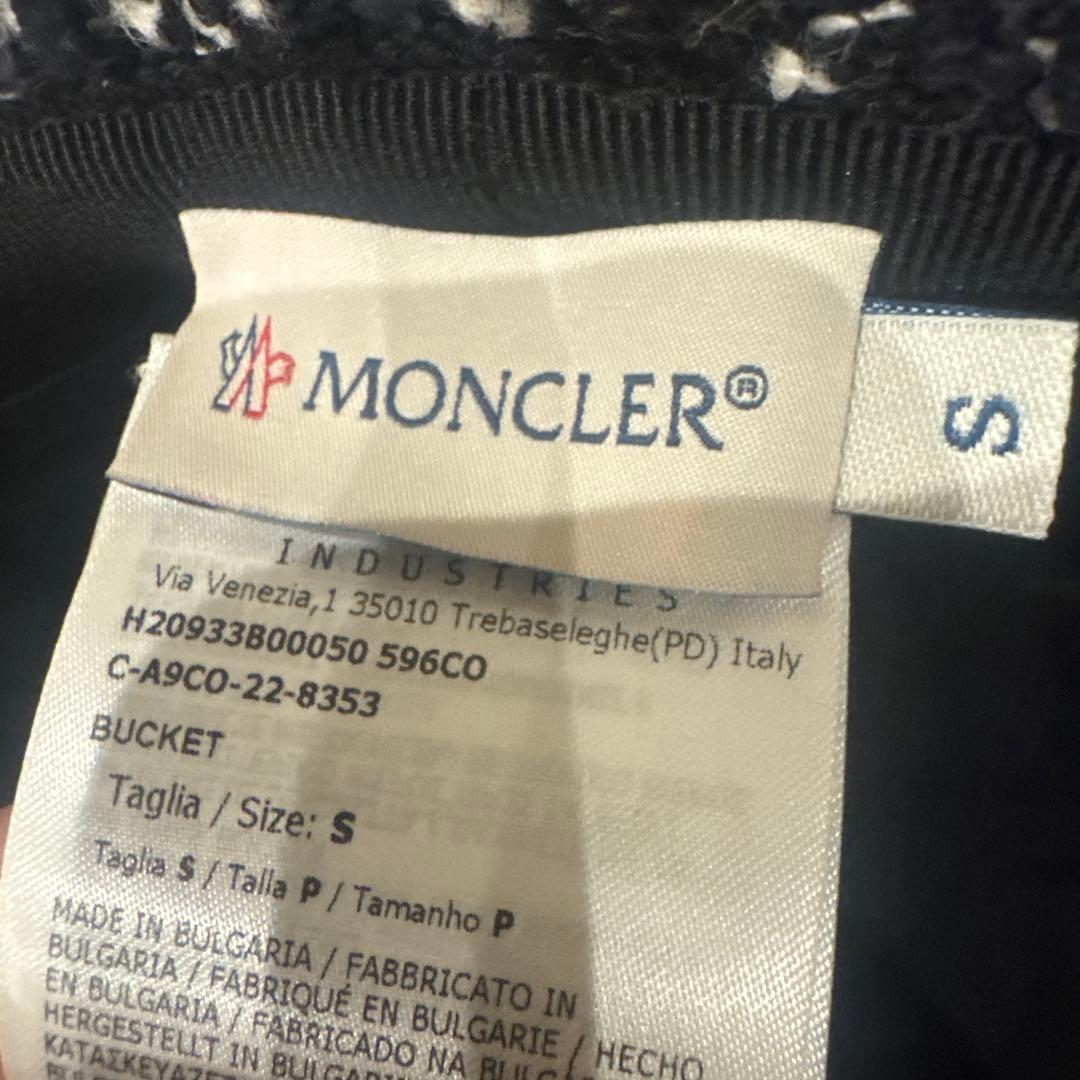 MONCLER®
S
INDUSTRIES
Via Venezia,1 35010 Trebaseleghe(PD) Italy
H20933B00050 596CO
C-A9CO-22-8353
BUCKET
Taglia / Size: S
Taglia S / Talla P / Tamanho P
MADE IN BULGARIA / FABBRICATO IN
BULGARIA / FABRIQUÉ EN BULGARIE / HECHO
EN BULGARIA / FABRICADO NA
HERGESTELLT IN